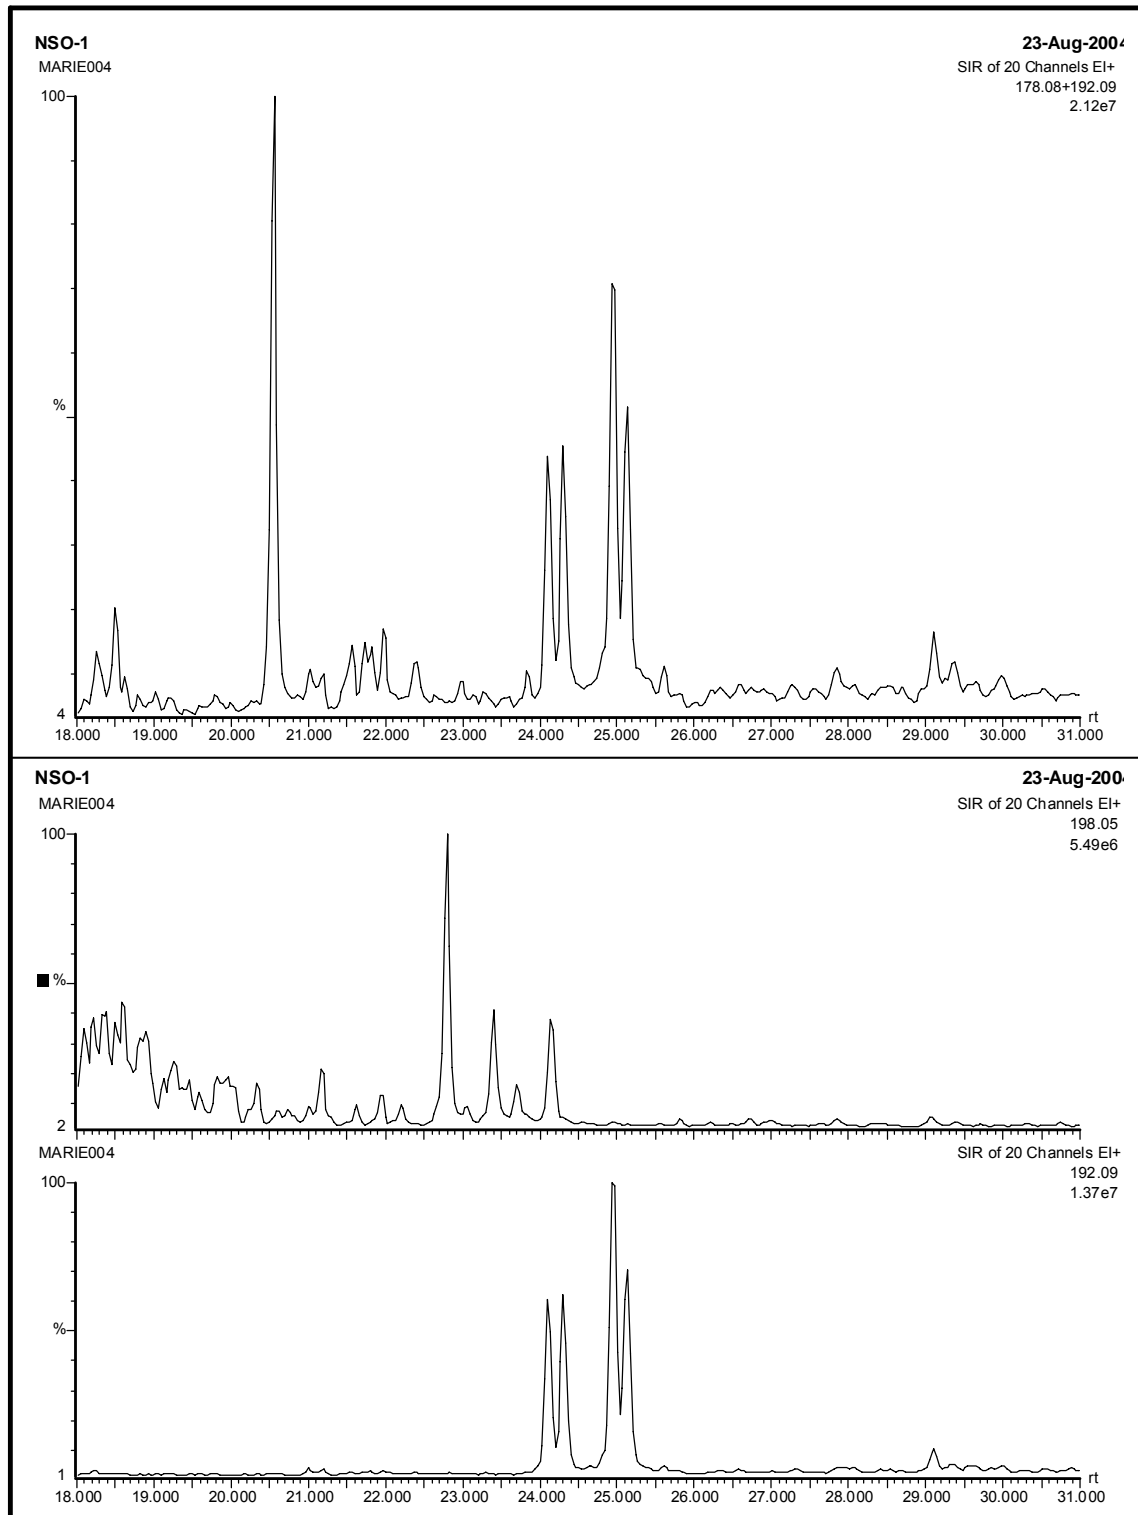 NSO-1 23-Aug-2004
MARIE004 SIR of 20 Channels EI+
178.08+192.09
2.12e7
100
%
4
rt
18.000 19.000 20.000 21.000 22.000 23.000 24.000 25.000 26.000 27.000 28.000 29.000 30.000 31.000
NSO-1 23-Aug-200
MARIE004 SIR of 20 Channels EI+
198.05
5.49e6
100
%
2
MARIE004 SIR of 20 Channels EI+
192.09
1.37e7
100
%
1
rt
18.000 19.000 20.000 21.000 22.000 23.000 24.000 25.000 26.000 27.000 28.000 29.000 30.000 31.000